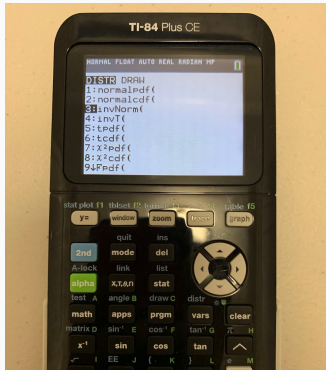 TI-84 Plus CE
NORMAL FLOAT AUTO REAL RADIAN MP
DISTR DRAW
1:normalpdf(
2:normalcdf(
3:invNorm(
4:invT(
5:tpdf(
6:tcdf(
7:χ²pdf(
8:χ²cdf(
9↓Fpdf(
stat plot f1 tblset f2 format f3 table f5
y= window zoom trace graph
quit ins
2nd mode del
A-lock link list
alpha X,T,θ,n stat
test A angle B draw C distr
math apps prgm vars clear
matrix D sin⁻¹ E cos⁻¹ F tan⁻¹ G π H
x⁻¹ sin cos tan ^
√ I EE J { K } L e M